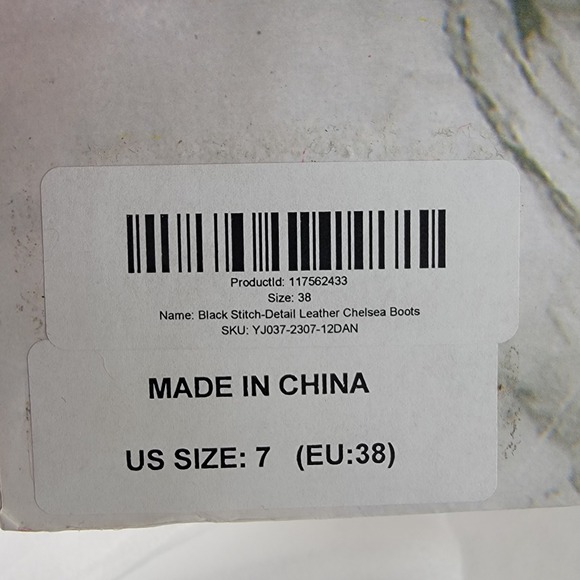 ProductId: 117562433
Size: 38
Name: Black Stitch-Detail Leather Chelsea Boots
SKU: YJ037-2307-12DAN
MADE IN CHINA
US SIZE: 7 (EU:38)